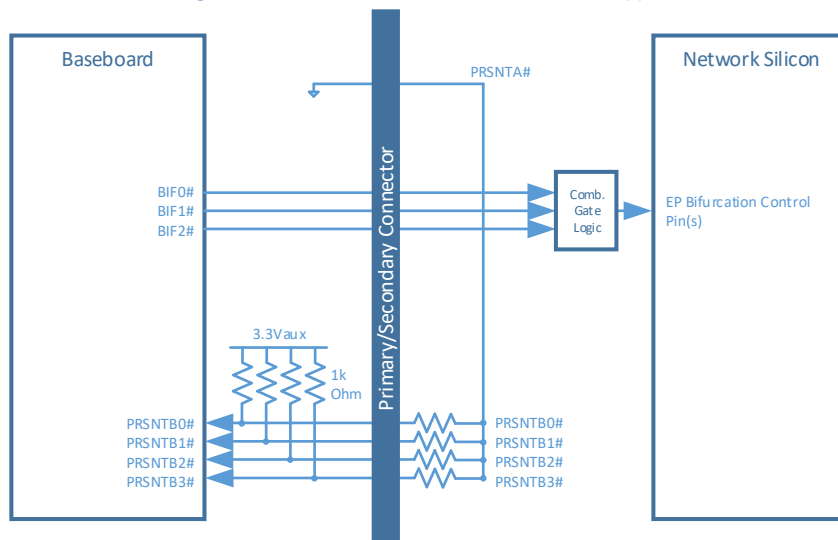 Baseboard
PRSNTA#
Network Silicon
BIF0#
BIF1#
BIF2#
Comb.
Gate
Logic
EP Bifurcation Control
Pin(s)
Primary/Secondary Connector
3.3Vaux
1k
Ohm
PRSNTB0#
PRSNTB1#
PRSNTB2#
PRSNTB3#
PRSNTB0#
PRSNTB1#
PRSNTB2#
PRSNTB3#